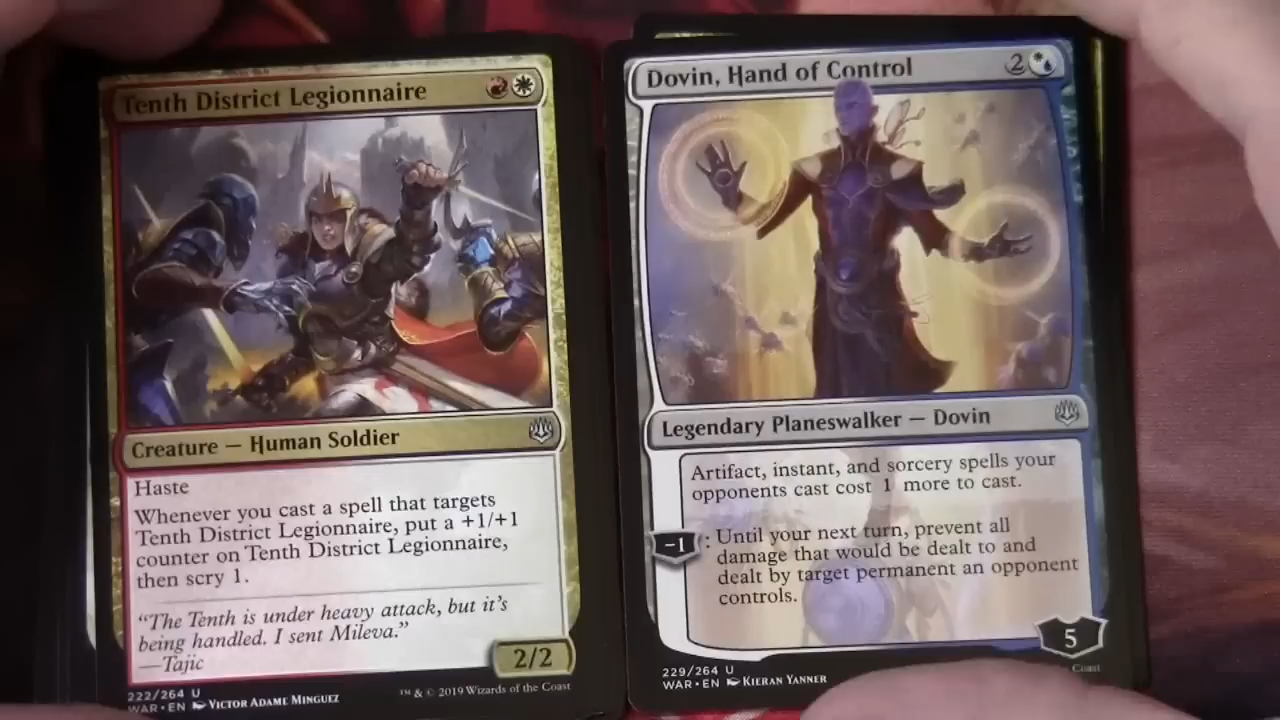 Tenth District Legionnaire
Creature — Human Soldier
Haste
Whenever you cast a spell that targets
Tenth District Legionnaire, put a +1/+1
counter on Tenth District Legionnaire,
then scry 1.
“The Tenth is under heavy attack, but it’s
being handled. I sent Mileva.”
—Tajic
2/2
222/264 U
WAR • EN Victor Adame Minguez
™ & © 2019 Wizards of the Coast
Dovin, Hand of Control
2
Legendary Planeswalker — Dovin
Artifact, instant, and sorcery spells your
opponents cast cost 1 more to cast.
−1: Until your next turn, prevent all
damage that would be dealt to and
dealt by target permanent an opponent
controls.
5
229/264 U
WAR • EN Kieran Yanner
Coast